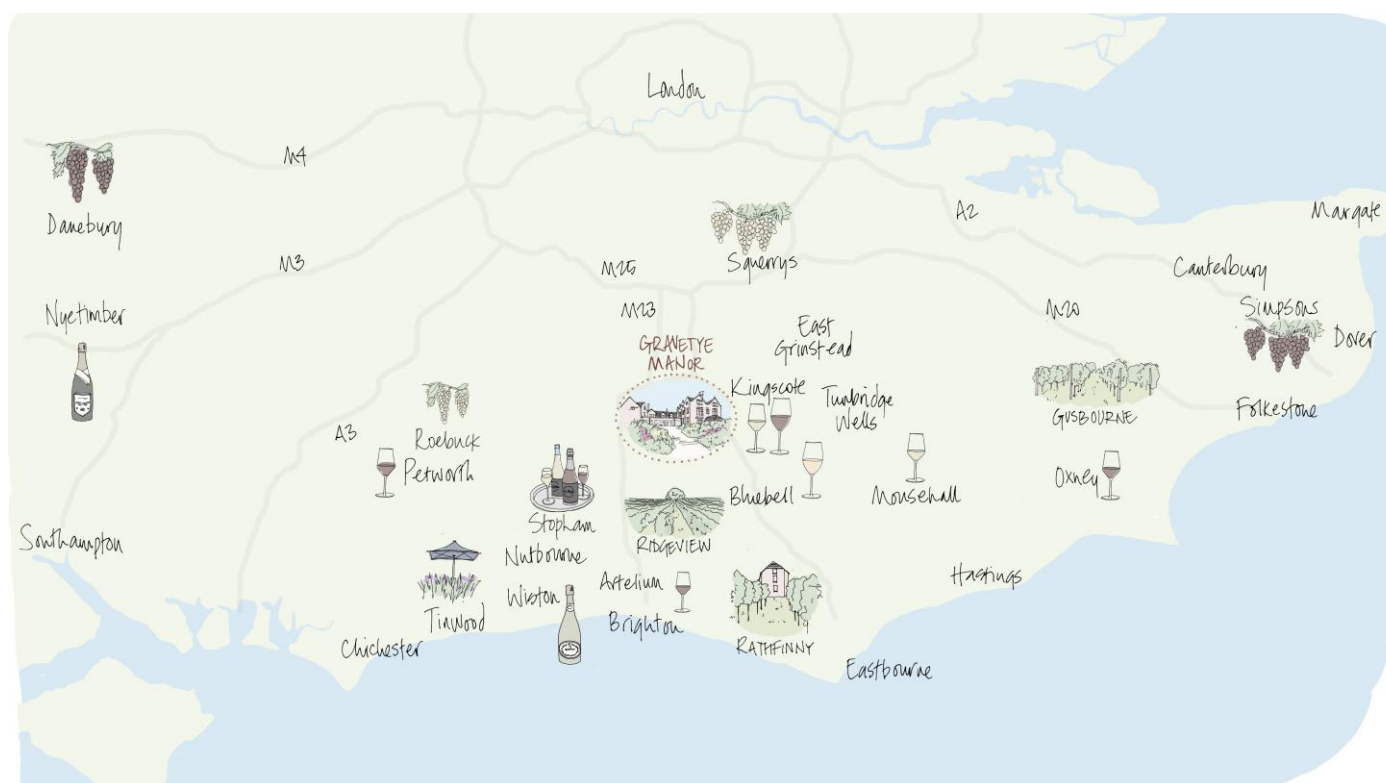 London
M4
Danebury
A2
Margate
M3
M25
Squerrys
Canterbury
Nyetimber
M23
M20
Simpsons
Dover
East
Grinstead
GRAVETYE
MANOR
Kingscote
Tunbridge
Wells
GUSBOURNE
Folkestone
A3
Roebuck
Petworth
Bluebell
Mousehall
Oxney
Stopham
Southampton
Nutbourne
RIDGEVIEW
Hastings
Artelium
Wiston
Tinwood
Brighton
Chichester
RATHFINNY
Eastbourne